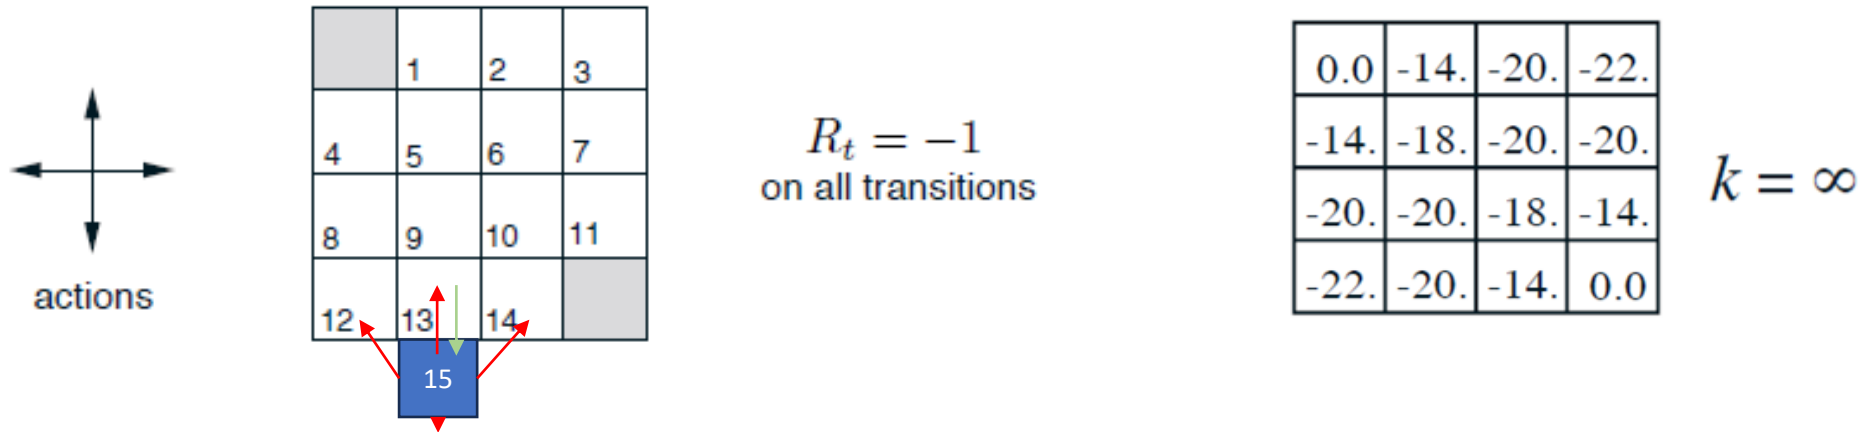 actions
1 2 3
4 5 6 7
8 9 10 11
12 13 14
15
R_t = −1
on all transitions
0.0 -14. -20. -22.
-14. -18. -20. -20.
-20. -20. -18. -14.
-22. -20. -14. 0.0
k = ∞